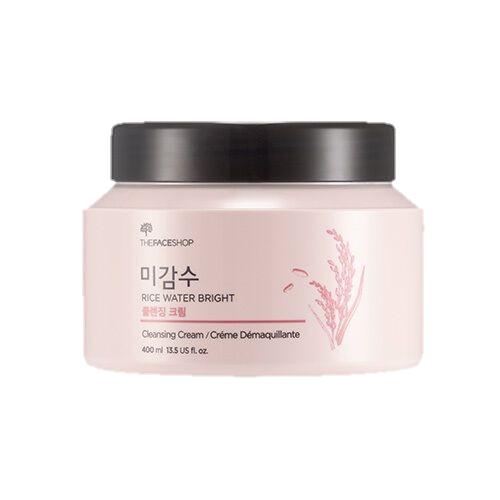 THEFACESHOP
미감수
RICE WATER BRIGHT
클렌징 크림
Cleansing Cream / Créme Démaquillante
400 ml 13.5 US fl. oz.